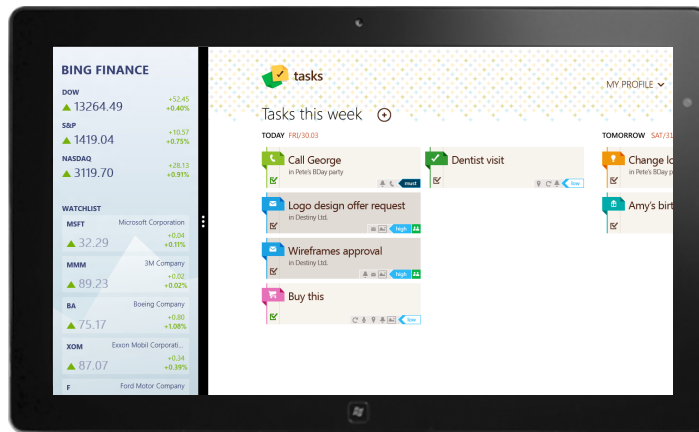 BING FINANCE
DOW
13264.49
+52.45
+0.40%
S&P
1419.04
+10.57
+0.75%
NASDAQ
3119.70
+28.13
+0.91%
WATCHLIST
MSFT Microsoft Corporation
32.29
+0.04
+0.11%
MMM 3M Company
89.23
+0.02
+0.02%
BA Boeing Company
75.17
+0.80
+1.08%
XOM Exxon Mobil Corporati...
87.07
+0.34
+0.39%
F Ford Motor Company
tasks
MY PROFILE
Tasks this week
TODAY FRI/30.03
Call George
in Pete's BDay party
must
Logo design offer request
in Destiny Ltd.
high
Wireframes approval
in Destiny Ltd.
high
Buy this
low
Dentist visit
low
TOMORROW SAT/31
Change lo
in Pete's BDay p
Amy's birt